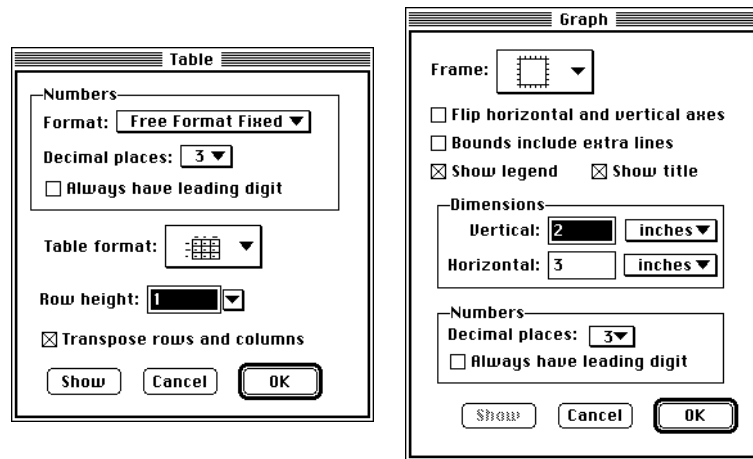 Table
Numbers
Format: Free Format Fixed
Decimal places: 3
Always have leading digit
Table format:
Row height: 1
Transpose rows and columns
Show Cancel OK
Graph
Frame:
Flip horizontal and vertical axes
Bounds include extra lines
Show legend Show title
Dimensions
Vertical: 2 inches
Horizontal: 3 inches
Numbers
Decimal places: 3
Always have leading digit
Show Cancel OK